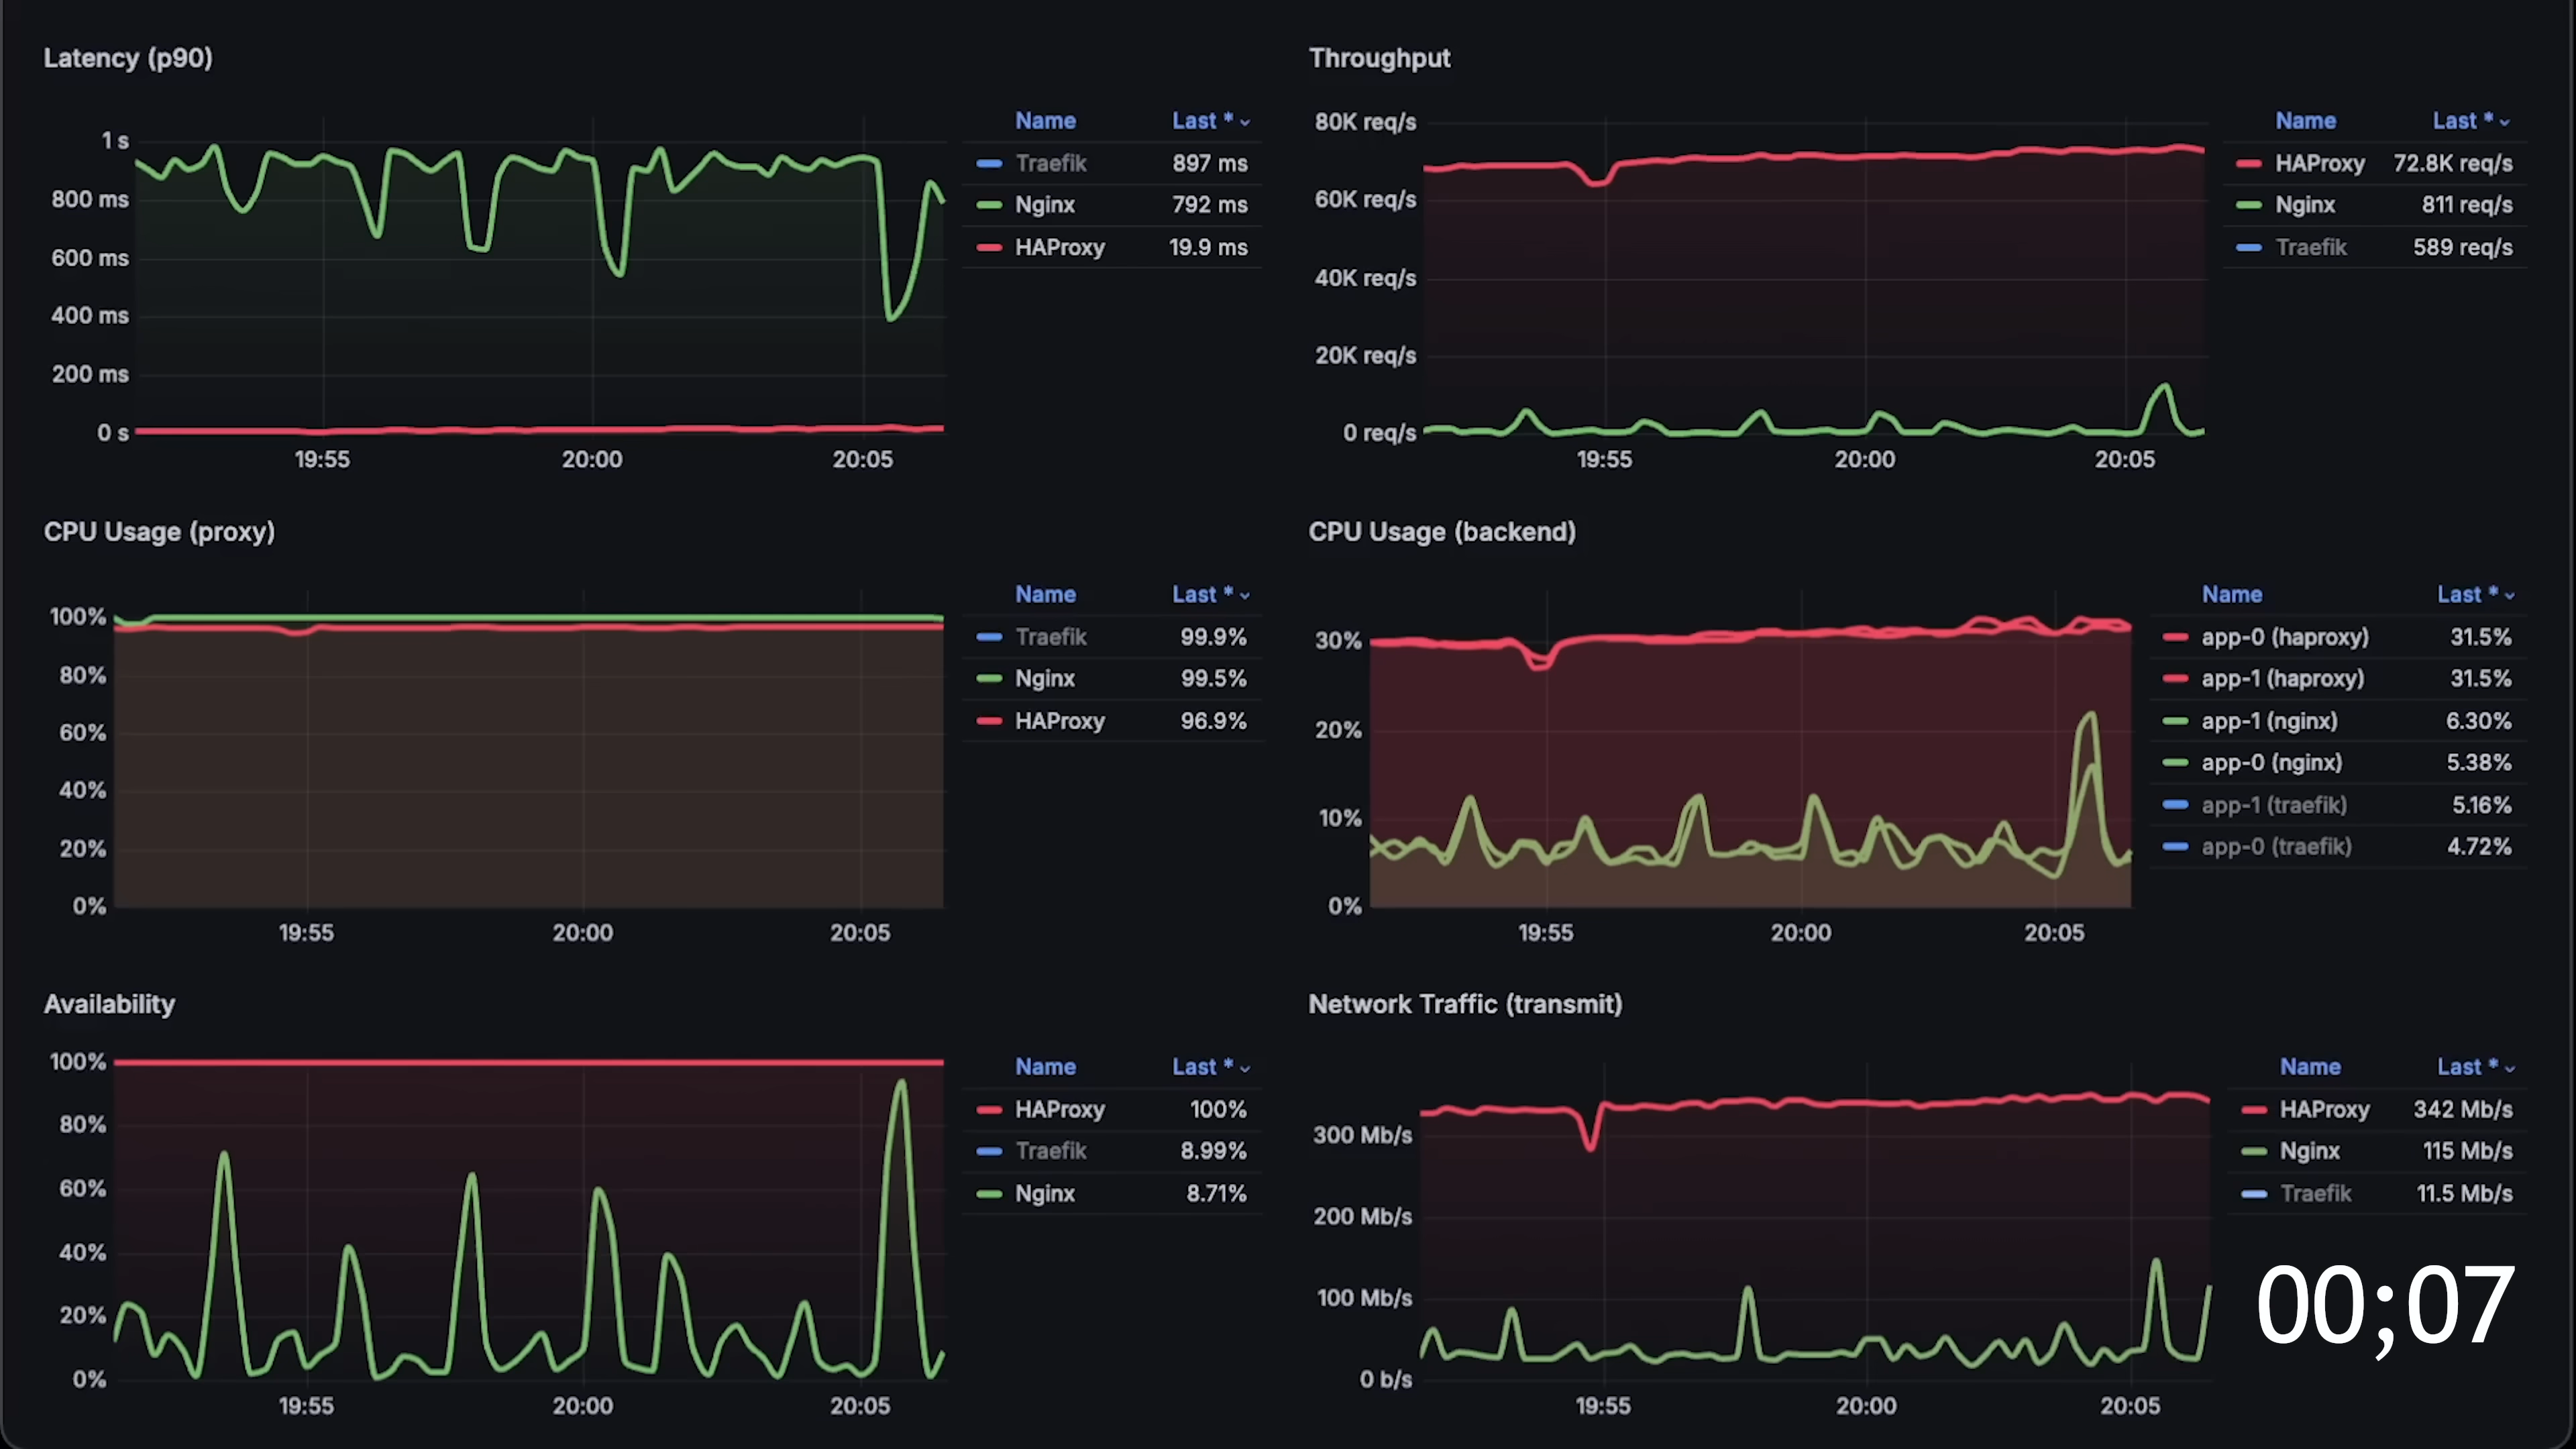 Latency (p90)
1 s
800 ms
600 ms
400 ms
200 ms
0 s
19:55 20:00 20:05
Name Last *
Traefik 897 ms
Nginx 792 ms
HAProxy 19.9 ms
Throughput
80K req/s
60K req/s
40K req/s
20K req/s
0 req/s
19:55 20:00 20:05
Name Last *
HAProxy 72.8K req/s
Nginx 811 req/s
Traefik 589 req/s
CPU Usage (proxy)
100%
80%
60%
40%
20%
0%
19:55 20:00 20:05
Name Last *
Traefik 99.9%
Nginx 99.5%
HAProxy 96.9%
CPU Usage (backend)
30%
20%
10%
0%
19:55 20:00 20:05
Name Last *
app-0 (haproxy) 31.5%
app-1 (haproxy) 31.5%
app-1 (nginx) 6.30%
app-0 (nginx) 5.38%
app-1 (traefik) 5.16%
app-0 (traefik) 4.72%
Availability
100%
80%
60%
40%
20%
0%
19:55 20:00 20:05
Name Last *
HAProxy 100%
Traefik 8.99%
Nginx 8.71%
Network Traffic (transmit)
300 Mb/s
200 Mb/s
100 Mb/s
0 b/s
19:55 20:00 20:05
Name Last *
HAProxy 342 Mb/s
Nginx 115 Mb/s
Traefik 11.5 Mb/s
00;07